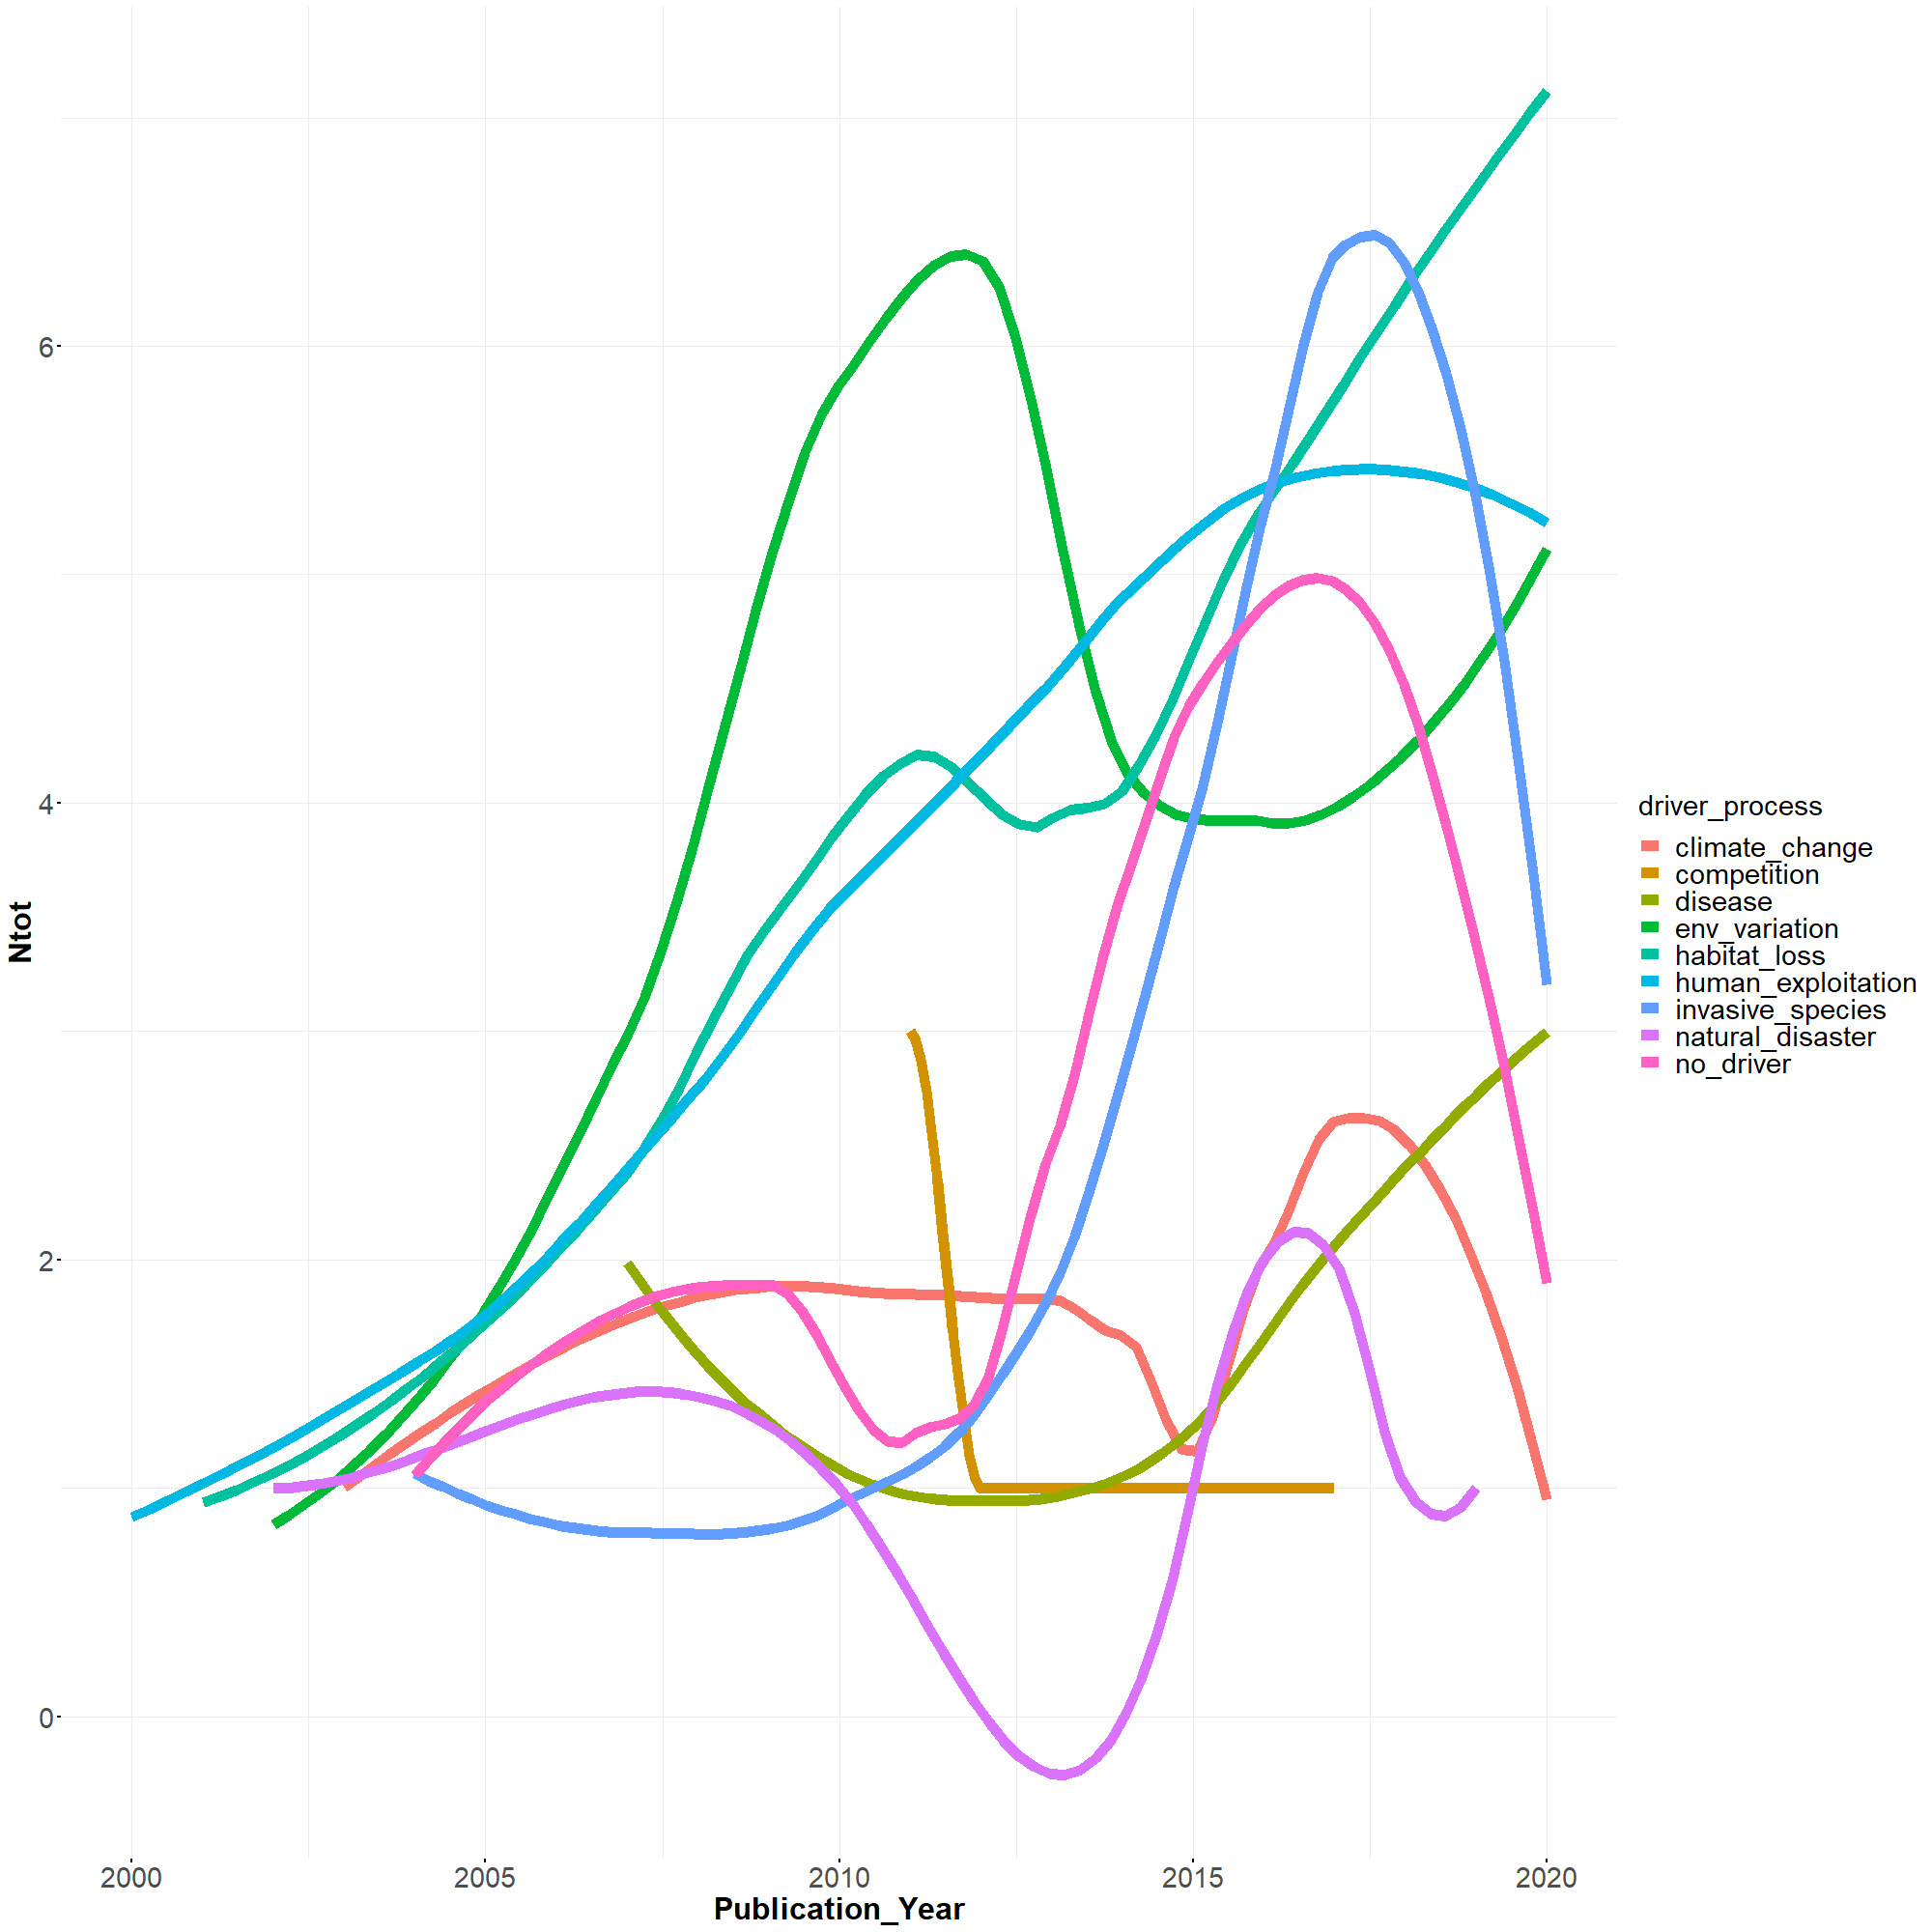 6
4
2
0
Ntot
2000
2005
2010
2015
2020
Publication_Year
driver_process
climate_change
competition
disease
env_variation
habitat_loss
human_exploitation
invasive_species
natural_disaster
no_driver